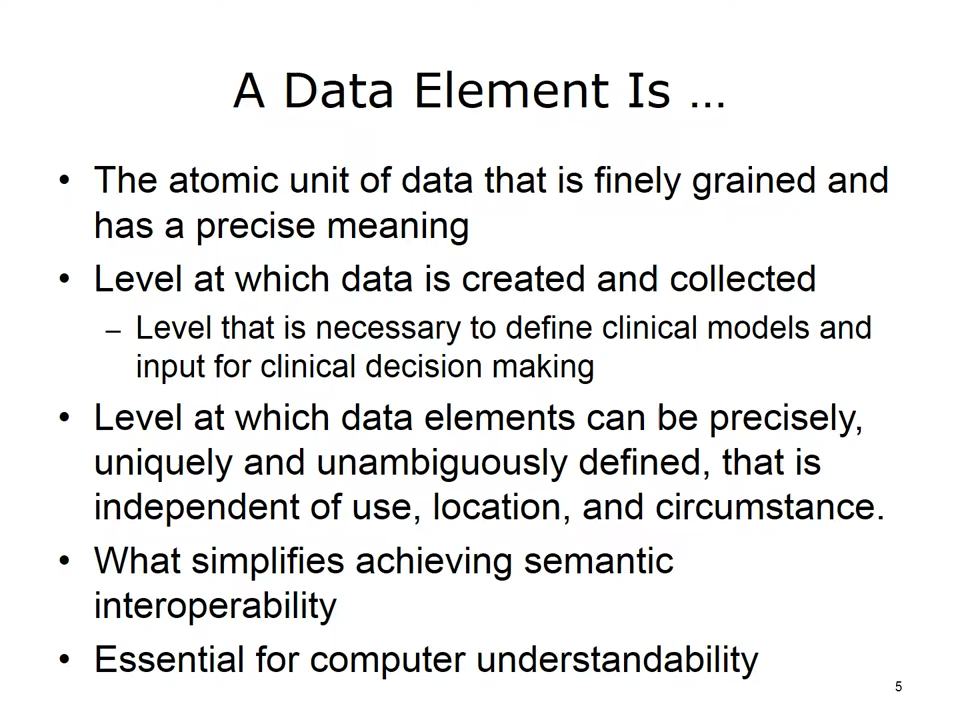 A Data Element Is …
• The atomic unit of data that is finely grained and
has a precise meaning
• Level at which data is created and collected
– Level that is necessary to define clinical models and
input for clinical decision making
• Level at which data elements can be precisely,
uniquely and unambiguously defined, that is
independent of use, location, and circumstance.
• What simplifies achieving semantic
interoperability
• Essential for computer understandability
5